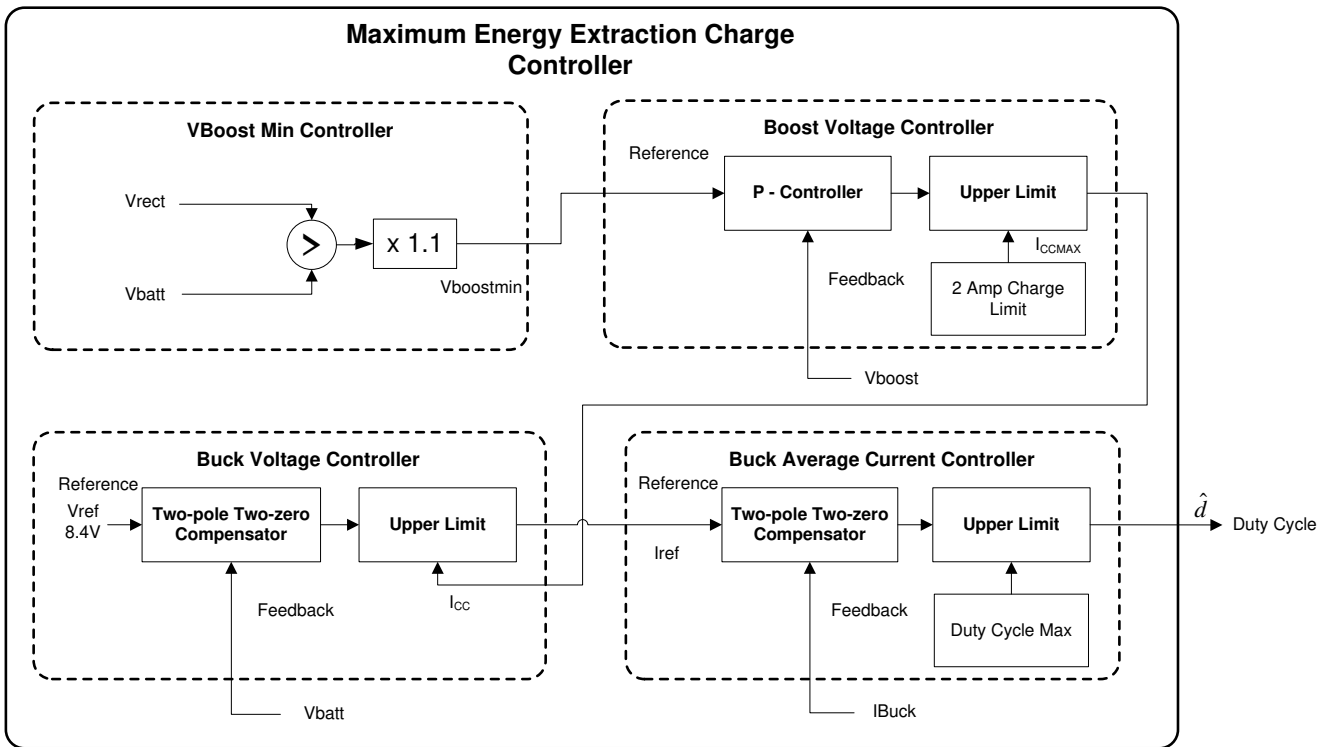 Maximum Energy Extraction Charge
Controller
VBoost Min Controller
Vrect
>
Vbatt
x 1.1
Vboostmin
Boost Voltage Controller
Reference
P - Controller
Upper Limit
ICCMAX
Feedback
2 Amp Charge
Limit
Vboost
Buck Voltage Controller
Reference
Vref
8.4V
Two-pole Two-zero
Compensator
Upper Limit
ICC
Feedback
Vbatt
Buck Average Current Controller
Reference
Iref
Two-pole Two-zero
Compensator
Upper Limit
Feedback
Duty Cycle Max
IBuck
d̂
Duty Cycle